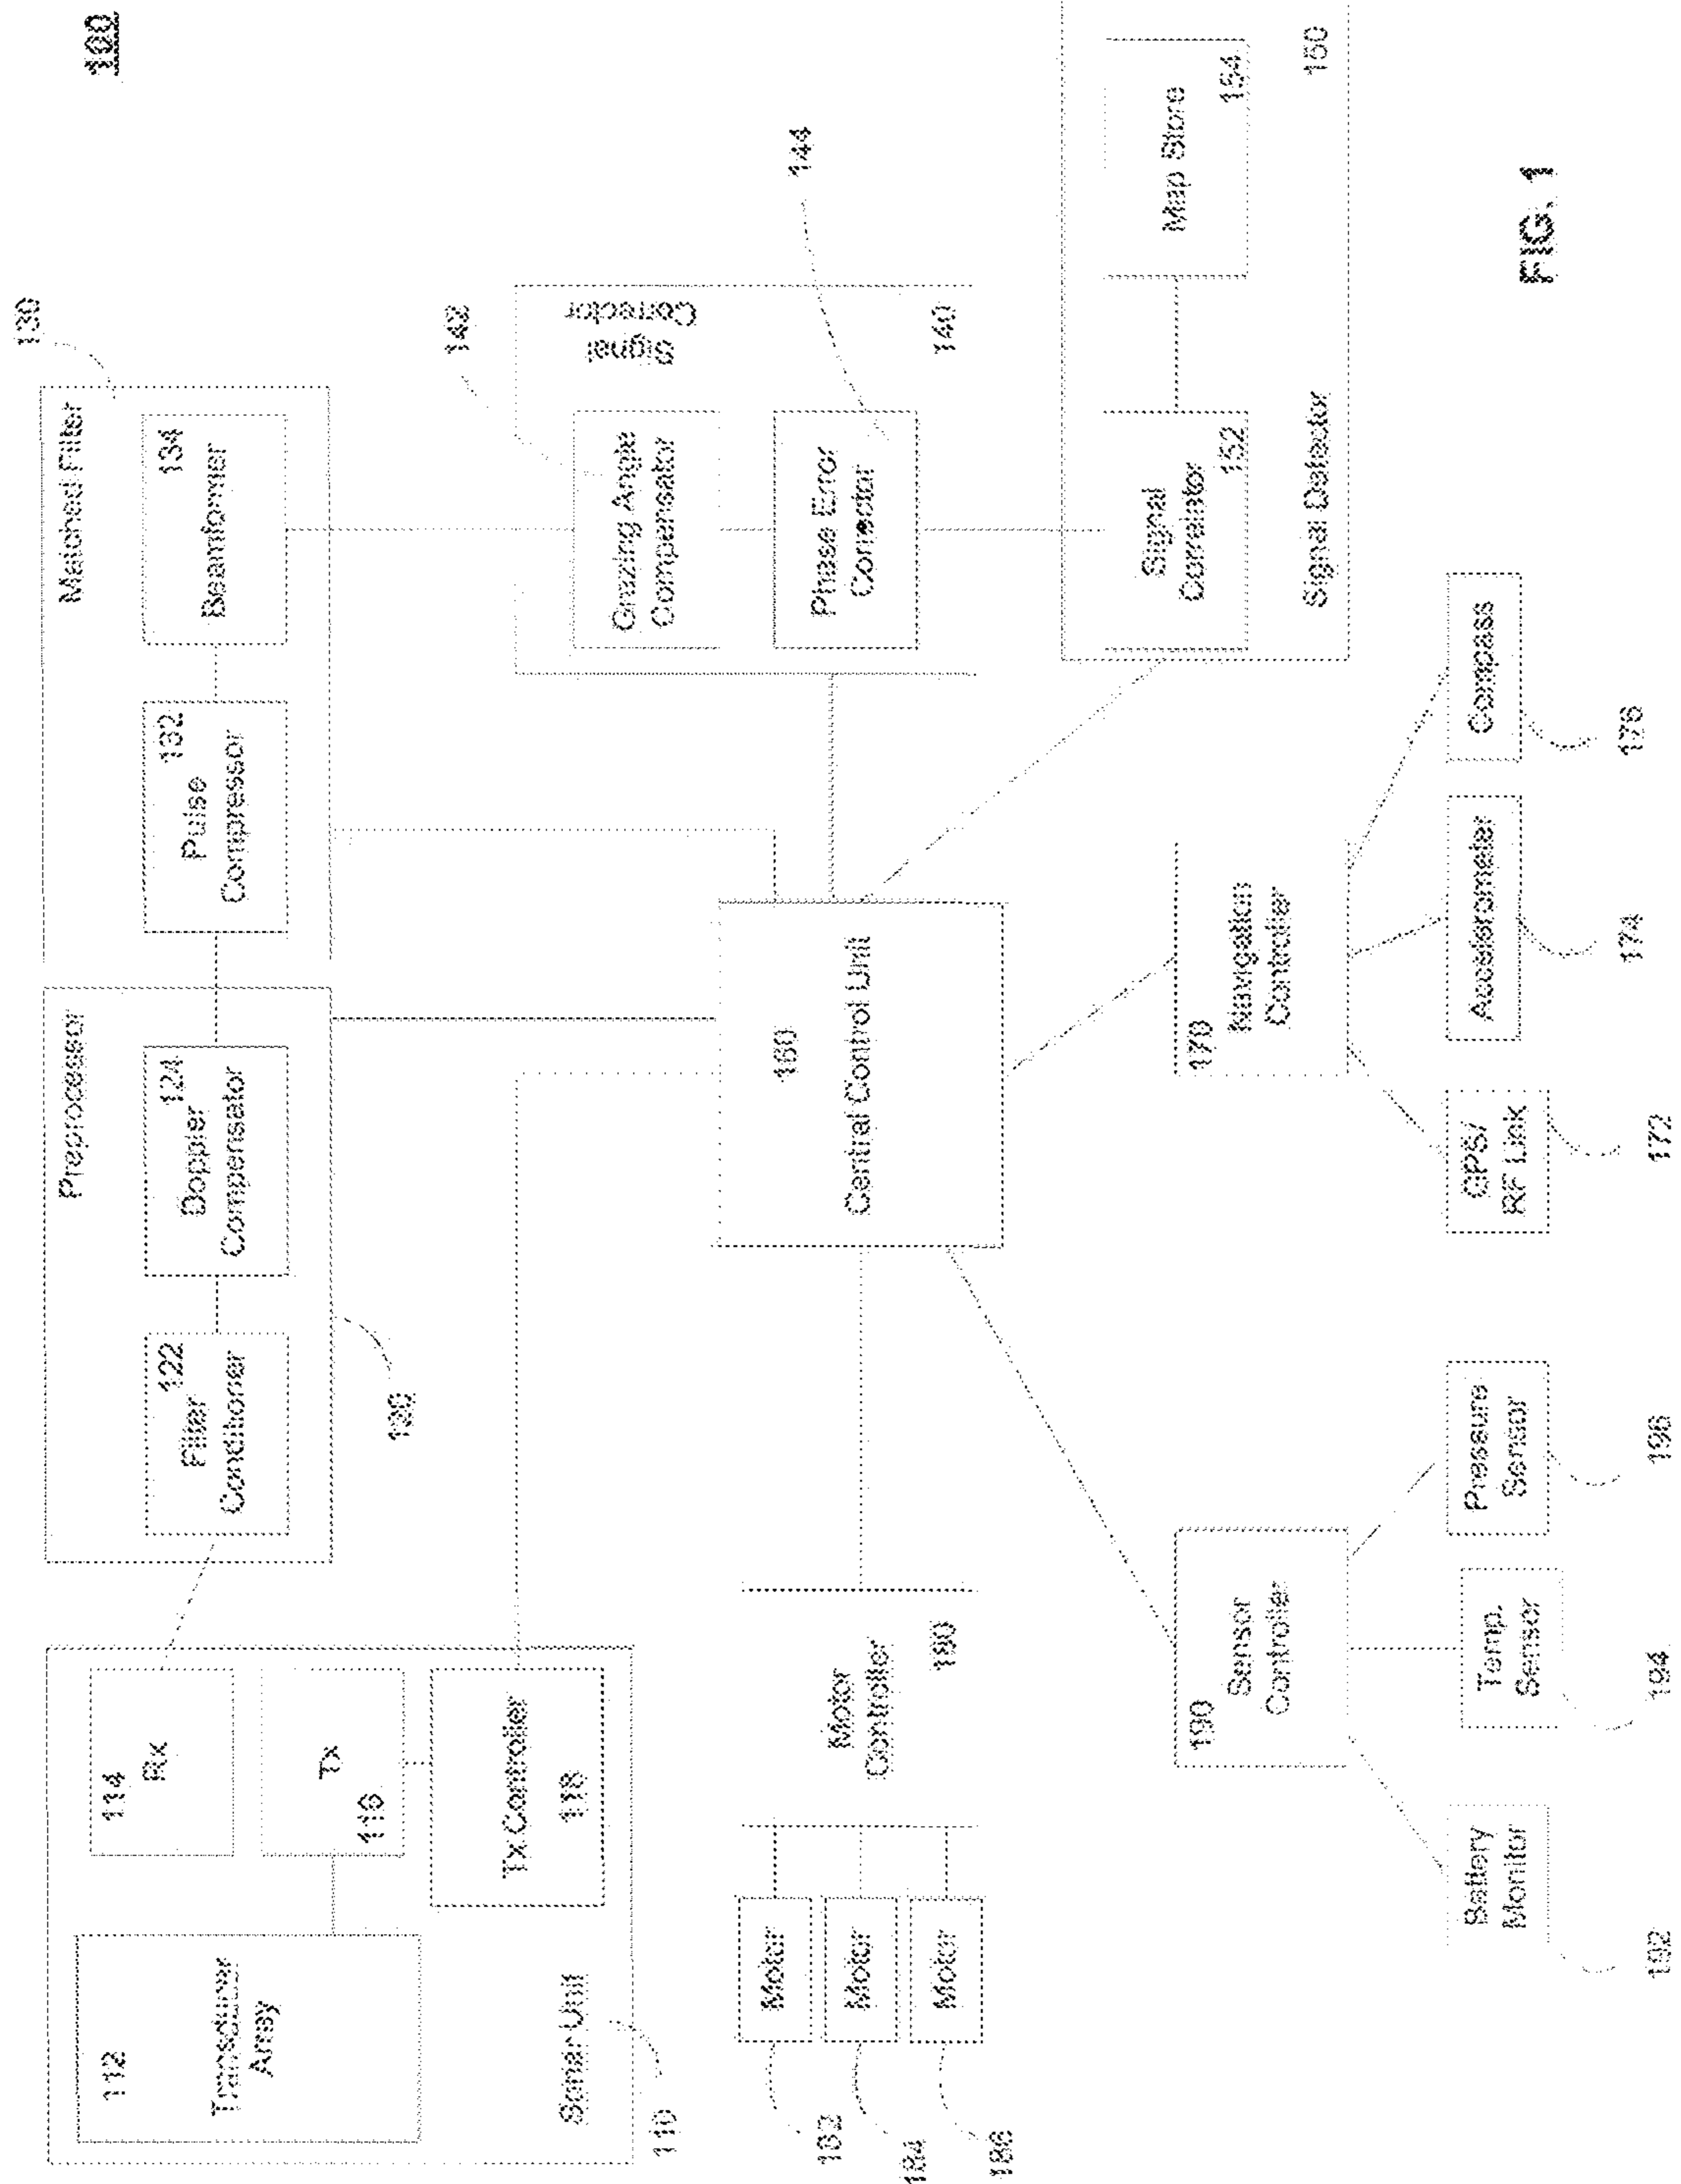 100
112
Transducer
Array
114
Rx
Tx
116
Tx Controller
118
Sonar Unit
110
Preprocessor
Filter
122
Conditioner
Doppler
124
Compensator
120
Matched Filter
130
Pulse
132
Compressor
134
Beamformer
142
Grazing Angle
Compensator
Signal
Corrector
Phase Error
Corrector
140
144
Signal
Correlator
152
Map Store
154
Signal Detector
150
160
Central Control Unit
Motor
Controller
180
Motor
Motor
Motor
182
184
186
170
Navigation
Controller
GPS/
RF Link
Accelerometer
Compass
172
174
176
190
Sensor
Controller
Battery
Monitor
Temp.
Sensor
Pressure
Sensor
192
194
196
FIG. 1